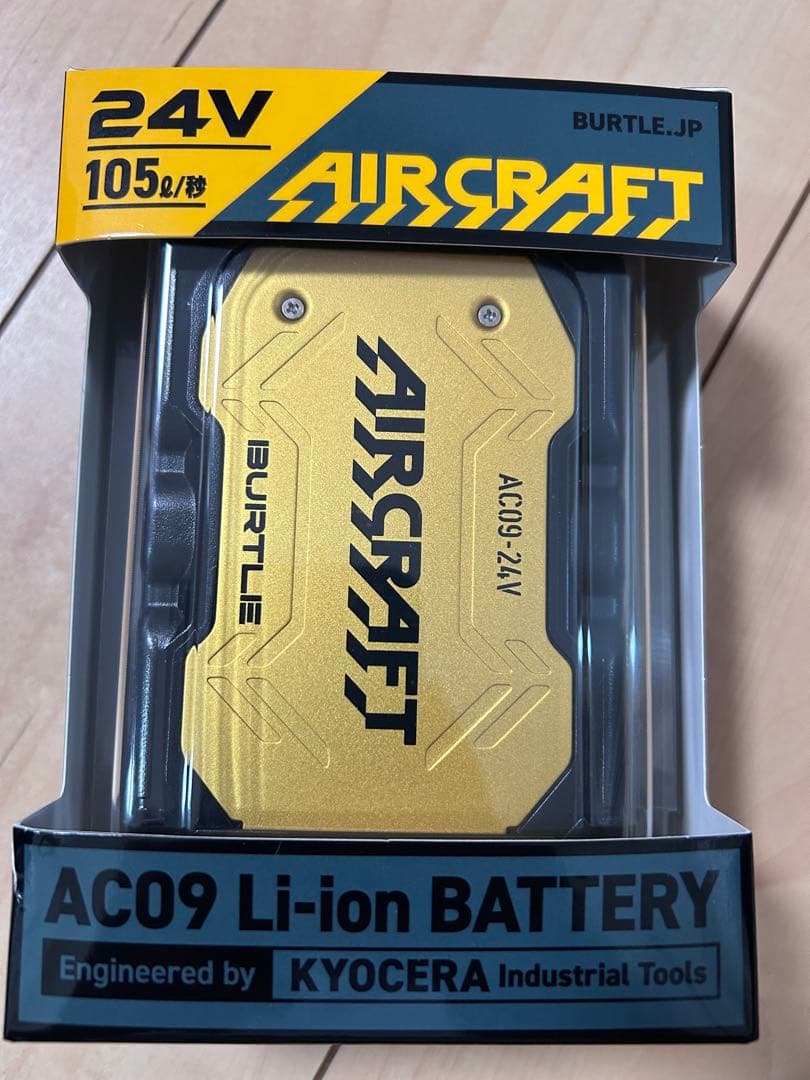 24V
105ℓ/秒
BURTLE.JP
AIRCRAFT
AIRCRAFT
BURTLE
AC09-24V
AC09 Li-ion BATTERY
Engineered by KYOCERA Industrial Tools